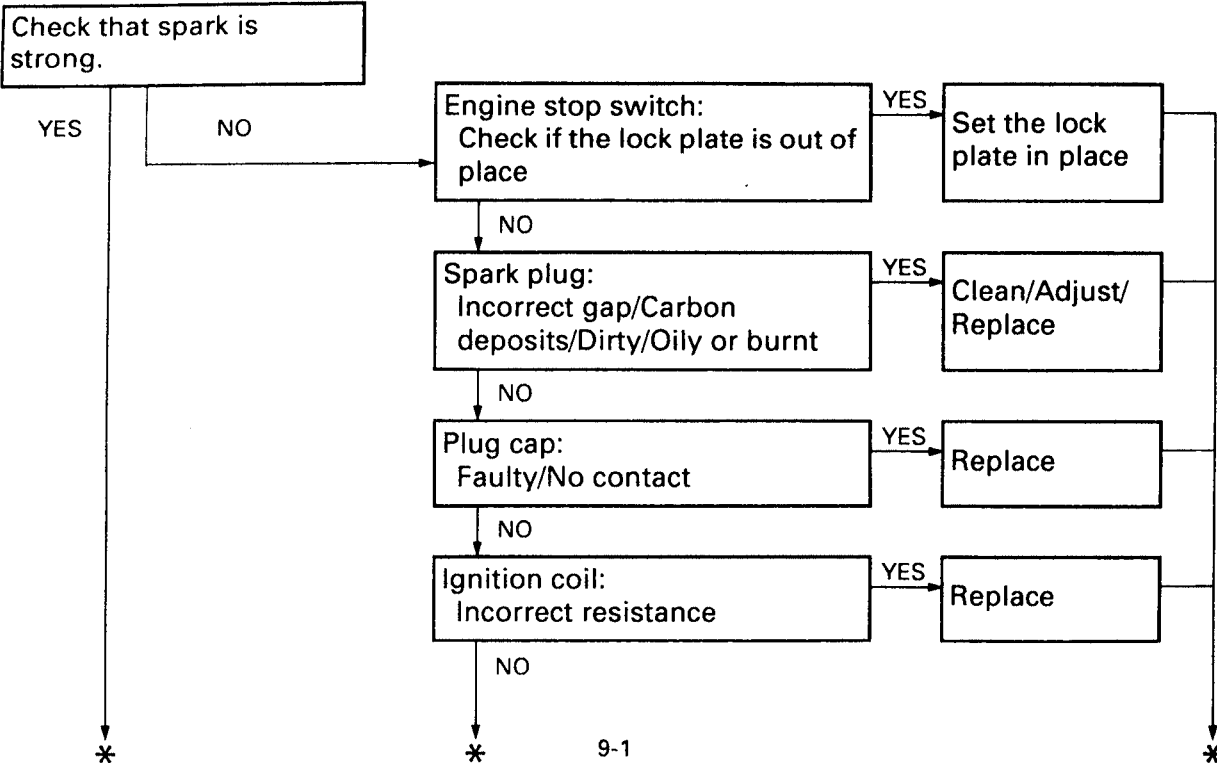 Check that spark is
strong.
YES
NO
Engine stop switch:
Check if the lock plate is out of
place
YES
Set the lock
plate in place
NO
Spark plug:
Incorrect gap/Carbon
deposits/Dirty/Oily or burnt
YES
Clean/Adjust/
Replace
NO
Plug cap:
Faulty/No contact
YES
Replace
NO
Ignition coil:
Incorrect resistance
YES
Replace
NO
*
*
9-1
*